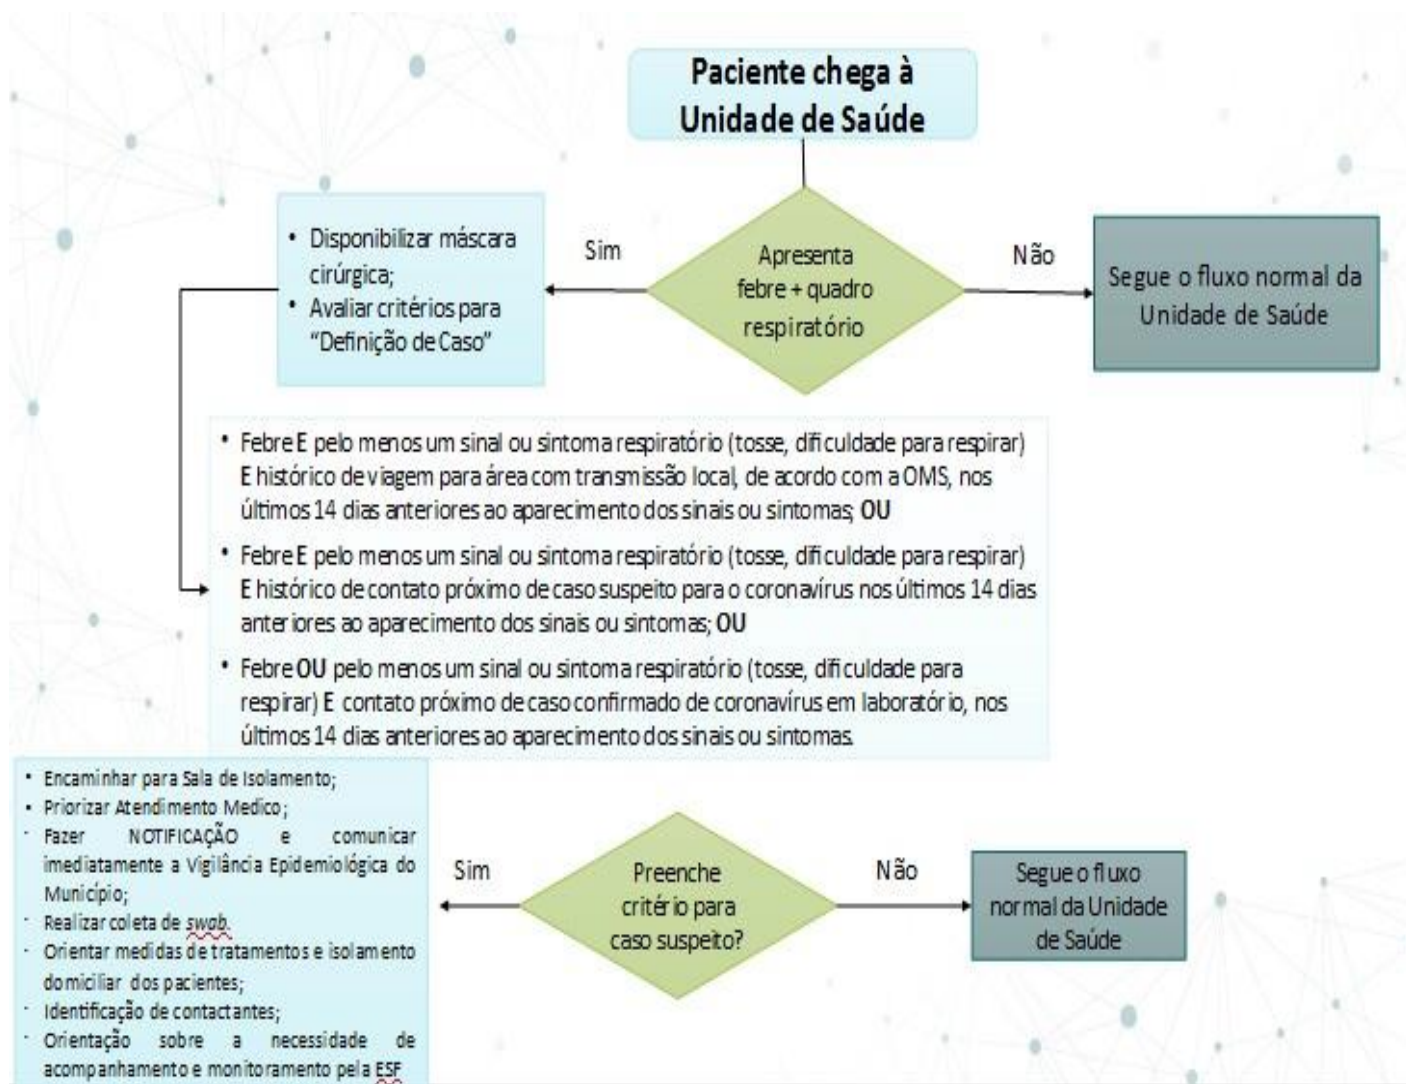 Paciente chega à
Unidade de Saúde
• Disponibilizar máscara
cirúrgica;
• Avaliar critérios para
“Definição de Caso”
Sim
Apresenta
febre + quadro
respiratório
Não
Segue o fluxo normal da
Unidade de Saúde
• Febre E pelo menos um sinal ou sintoma respiratório (tosse, dificuldade para respirar)
E histórico de viagem para área com transmissão local, de acordo com a OMS, nos
últimos 14 dias anteriores ao aparecimento dos sinais ou sintomas; OU
• Febre E pelo menos um sinal ou sintoma respiratório (tosse, dificuldade para respirar)
E histórico de contato próximo de caso suspeito para o coronavírus nos últimos 14 dias
anteriores ao aparecimento dos sinais ou sintomas; OU
• Febre OU pelo menos um sinal ou sintoma respiratório (tosse, dificuldade para
respirar) E contato próximo de caso confirmado de coronavírus em laboratório, nos
últimos 14 dias anteriores ao aparecimento dos sinais ou sintomas.
• Encaminhar para Sala de Isolamento;
• Priorizar Atendimento Medico;
- Fazer NOTIFICAÇÃO e comunicar
imediatamente a Vigilância Epidemiológica do
Município;
- Realizar coleta de swab.
- Orientar medidas de tratamentos e isolamento
domiciliar dos pacientes;
- Identificação de contactantes;
- Orientação sobre a necessidade de
acompanhamento e monitoramento pela ESF
Sim
Preenche
critério para
caso suspeito?
Não
Segue o fluxo
normal da Unidade
de Saúde